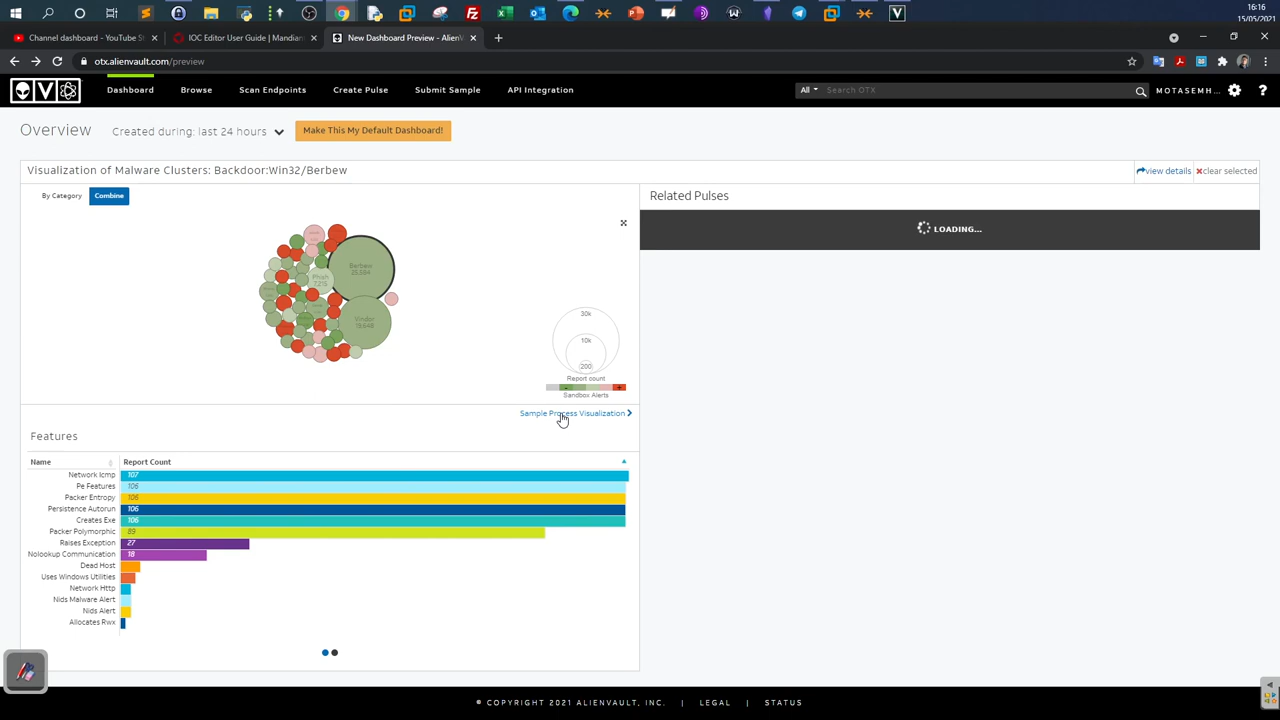 16:16
15/05/2021
Channel dashboard - YouTube St
IOC Editor User Guide | Mandian
New Dashboard Preview - AlienV
otx.alienvault.com/preview
Dashboard
Browse
Scan Endpoints
Create Pulse
Submit Sample
API Integration
All
Search OTX
MOTASEMH...
Overview
Created during: last 24 hours
Make This My Default Dashboard!
Visualization of Malware Clusters: Backdoor:Win32/Berbew
view details
clear selected
By Category
Combine
Related Pulses
LOADING...
Berbew
Phish
7,215
Vindor
19,648
30k
10k
200
Report count
- +
Sandbox Alerts
Sample Process Visualization
Features
Name
Report Count
Network Icmp 107
Pe Features 106
Packer Entropy 106
Persistence Autorun 106
Creates Exe 106
Packer Polymorphic 89
Raises Exception 27
Nolookup Communication 18
Dead Host
Uses Windows Utilities
Network Http
Nids Malware Alert
Nids Alert
Allocates Rwx
© COPYRIGHT 2021 ALIENVAULT, INC. | LEGAL | STATUS